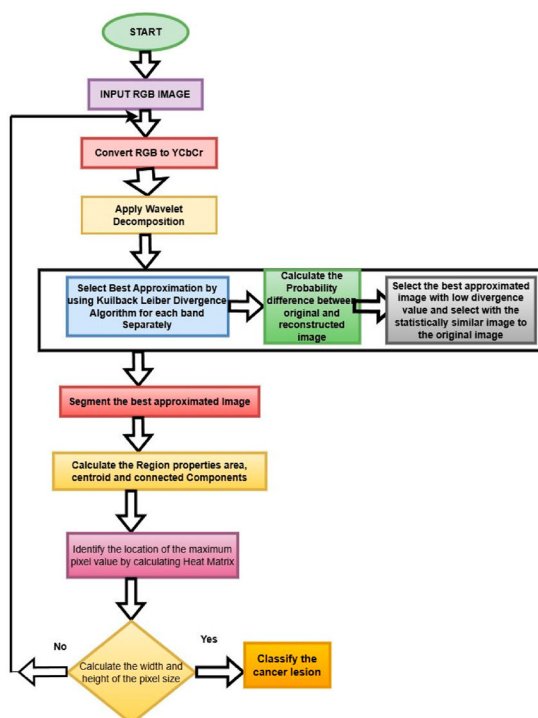 START
INPUT RGB IMAGE
Convert RGB to YCbCr
Apply Wavelet
Decomposition
Select Best Approximation by
using Kuilback Leiber Divergence
Algorithm for each band
Separately
Calculate the
Probability
difference between
original and
reconstructed
image
Select the best approximated
image with low divergence
value and select with the
statistically similar image to
the original image
Segment the best approximated Image
Calculate the Region properties area,
centroid and connected Components
Identify the location of the maximum
pixel value by calculating Heat Matrix
No
Calculate the width and
height of the pixel size
Yes
Classify the
cancer lesion